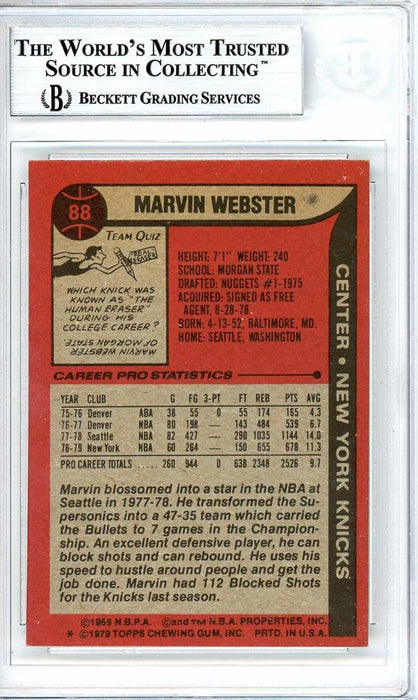 THE WORLD'S MOST TRUSTED
SOURCE IN COLLECTING™
B BECKETT GRADING SERVICES
88
MARVIN WEBSTER
TEAM QUIZ
REAL ERASER
WHICH KNICK WAS
KNOWN AS "THE
HUMAN ERASER"
DURING HIS
COLLEGE CAREER?
MARVIN WEBSTER
OF MORGAN STATE.
HEIGHT: 7'1" WEIGHT: 240
SCHOOL: MORGAN STATE
DRAFTED: NUGGETS #1-1975
ACQUIRED: SIGNED AS FREE
AGENT, 8-28-78
BORN: 4-13-52, BALTIMORE, MD.
HOME: SEATTLE, WASHINGTON
CENTER • NEW YORK KNICKS
CAREER PRO STATISTICS
YEAR CLUB G FG 3-PT FT REB PTS AVG
75-76 Denver ABA 38 55 0 55 174 165 4.3
76-77 Denver NBA 80 198 — 143 484 539 6.7
77-78 Seattle NBA 82 427 — 290 1035 1144 14.0
78-79 New York NBA 60 264 — 150 655 678 11.3
PRO CAREER TOTALS . . . . . 260 944 0 638 2348 2526 9.7
Marvin blossomed into a star in the NBA at
Seattle in 1977-78. He transformed the Su-
personics into a 47-35 team which carried
the Bullets to 7 games in the Champion-
ship. An excellent defensive player, he can
block shots and can rebound. He uses his
speed to hustle around people and get the
job done. Marvin had 112 Blocked Shots
for the Knicks last season.
©1969 N.B.P.A. ©and TM N.B.A. PROPERTIES, INC.
* ©1979 TOPPS CHEWING GUM, INC. PRTD. IN U.S.A.